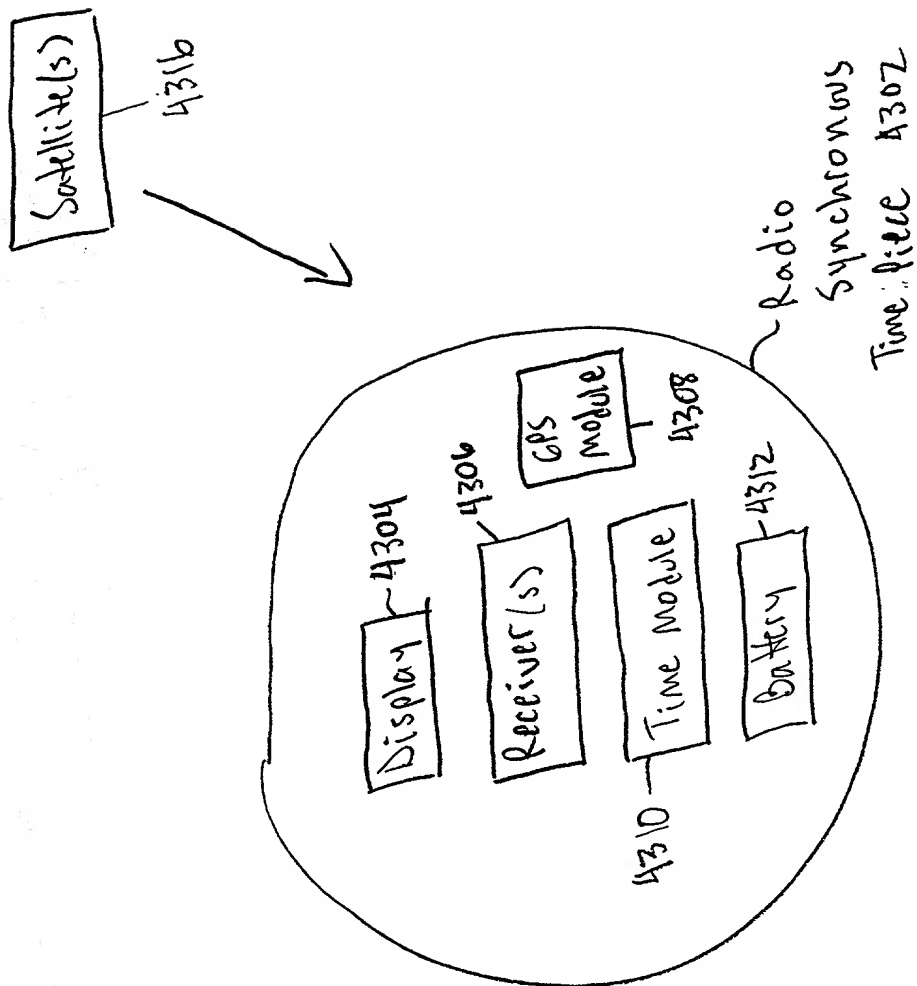 Satellite(s)
4316
Display
4304
Receiver(s)
4306
GPS
Module
4308
4310
Time Module
Battery
4312
Radio
Synchronous
Time Piece 4302